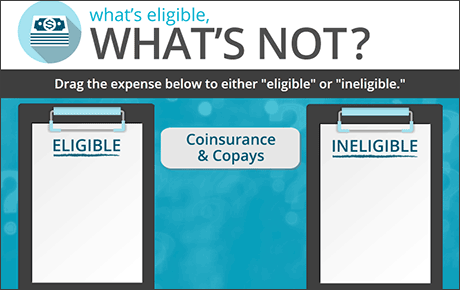 what's eligible,
WHAT'S NOT?
Drag the expense below to either "eligible" or "ineligible."
ELIGIBLE
Coinsurance
& Copays
INELIGIBLE